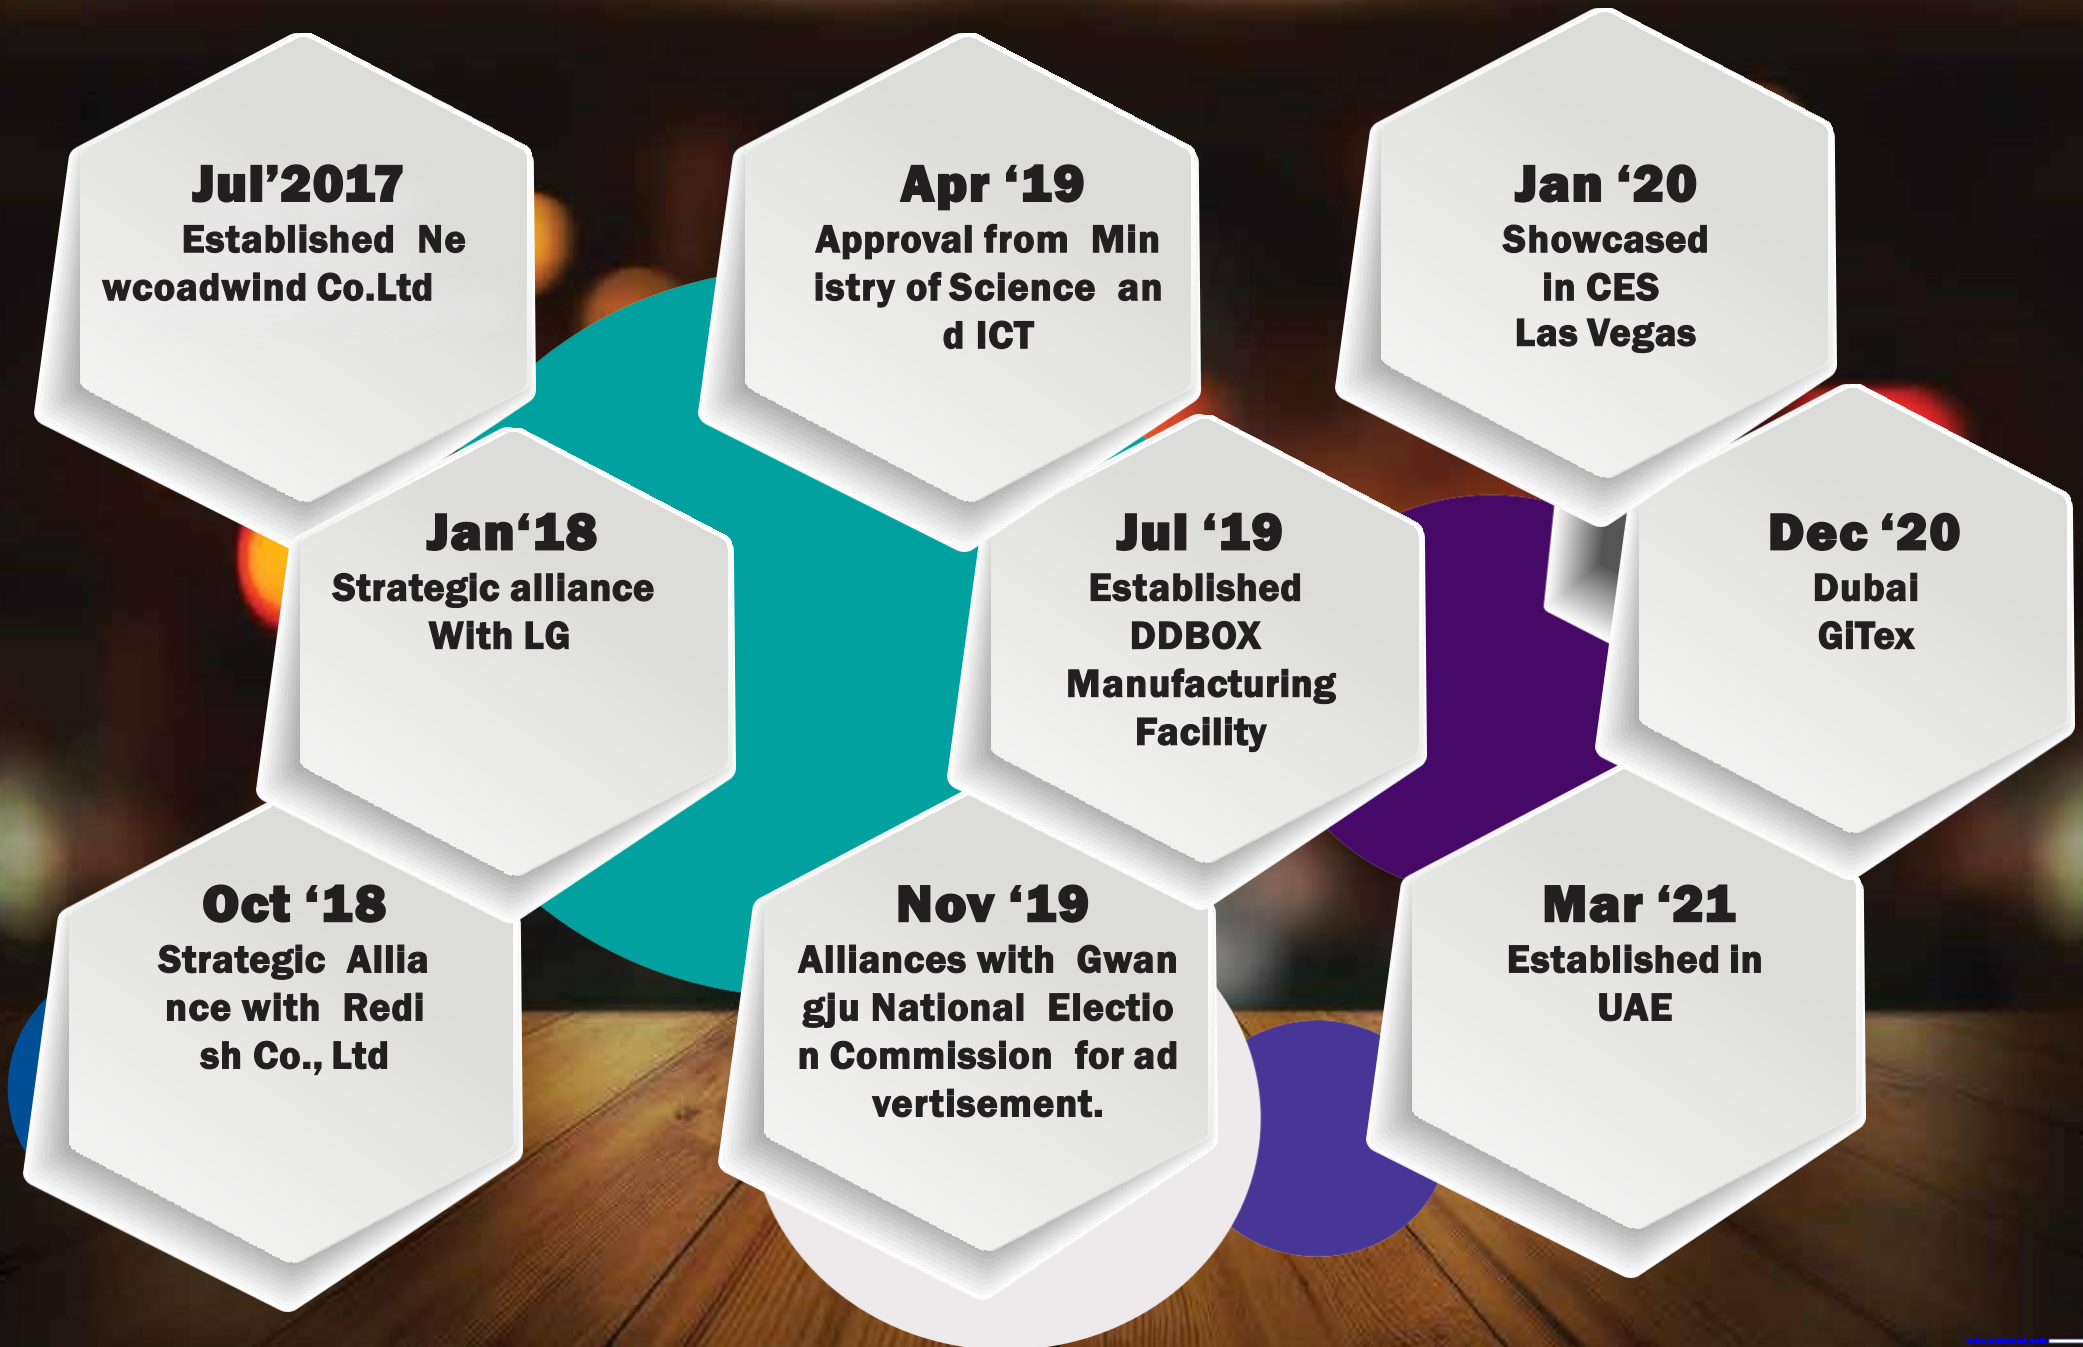 Jul’2017
Established Ne
wcoadwind Co.Ltd
Jan‘18
Strategic alliance
With LG
Oct ‘18
Strategic Allia
nce with Redi
sh Co., Ltd
Apr ‘19
Approval from Min
istry of Science an
d ICT
Jul ‘19
Established
DDBOX
Manufacturing
Facility
Nov ‘19
Alliances with Gwan
gju National Electio
n Commission for ad
vertisement.
Jan ‘20
Showcased
in CES
Las Vegas
Dec ‘20
Dubai
GiTex
Mar ‘21
Established in
UAE